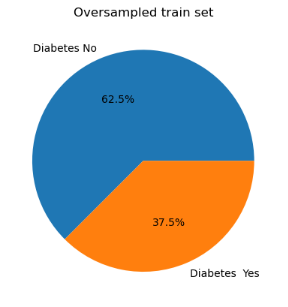 Oversampled train set
Diabetes No
62.5%
37.5%
Diabetes  Yes